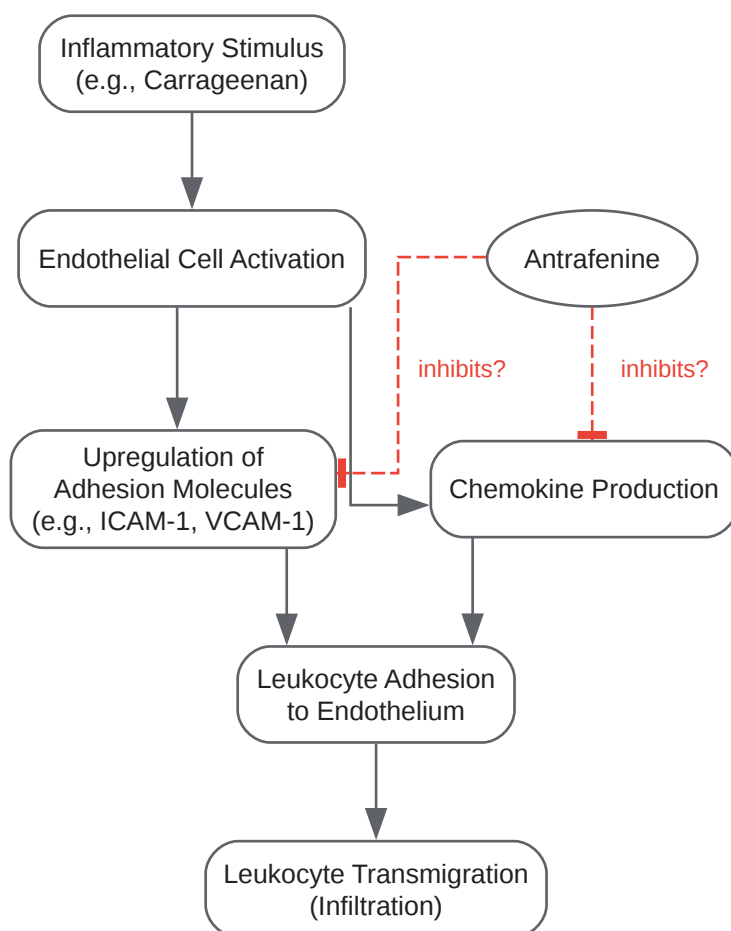 Inflammatory Stimulus
(e.g., Carrageenan)
Endothelial Cell Activation
Antrafenine
inhibits?
inhibits?
Upregulation of
Adhesion Molecules
(e.g., ICAM-1, VCAM-1)
Chemokine Production
Leukocyte Adhesion
to Endothelium
Leukocyte Transmigration
(Infiltration)